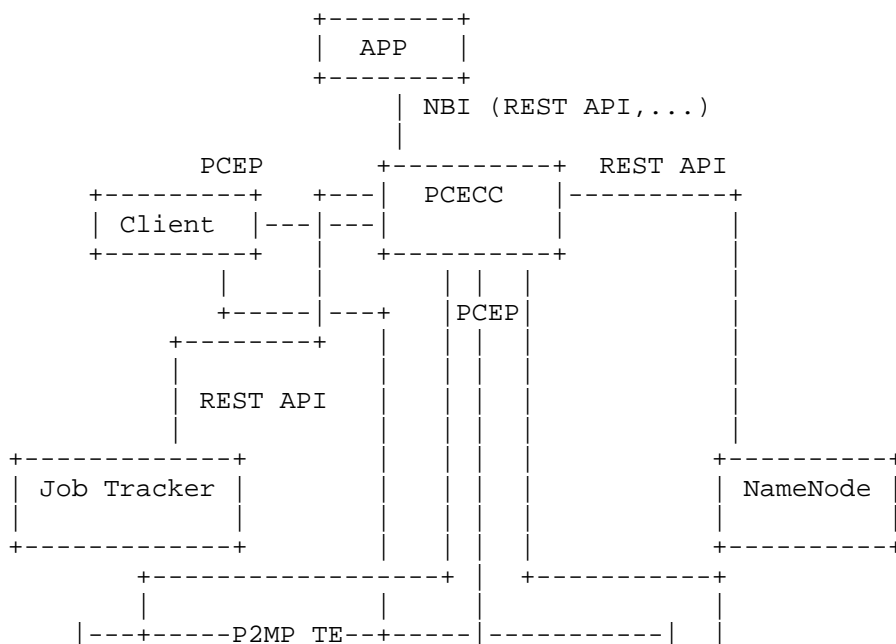 APP
NBI (REST API,...)
PCEP
REST API
PCECC
Client
PCEP
REST API
Job Tracker
NameNode
P2MP TE